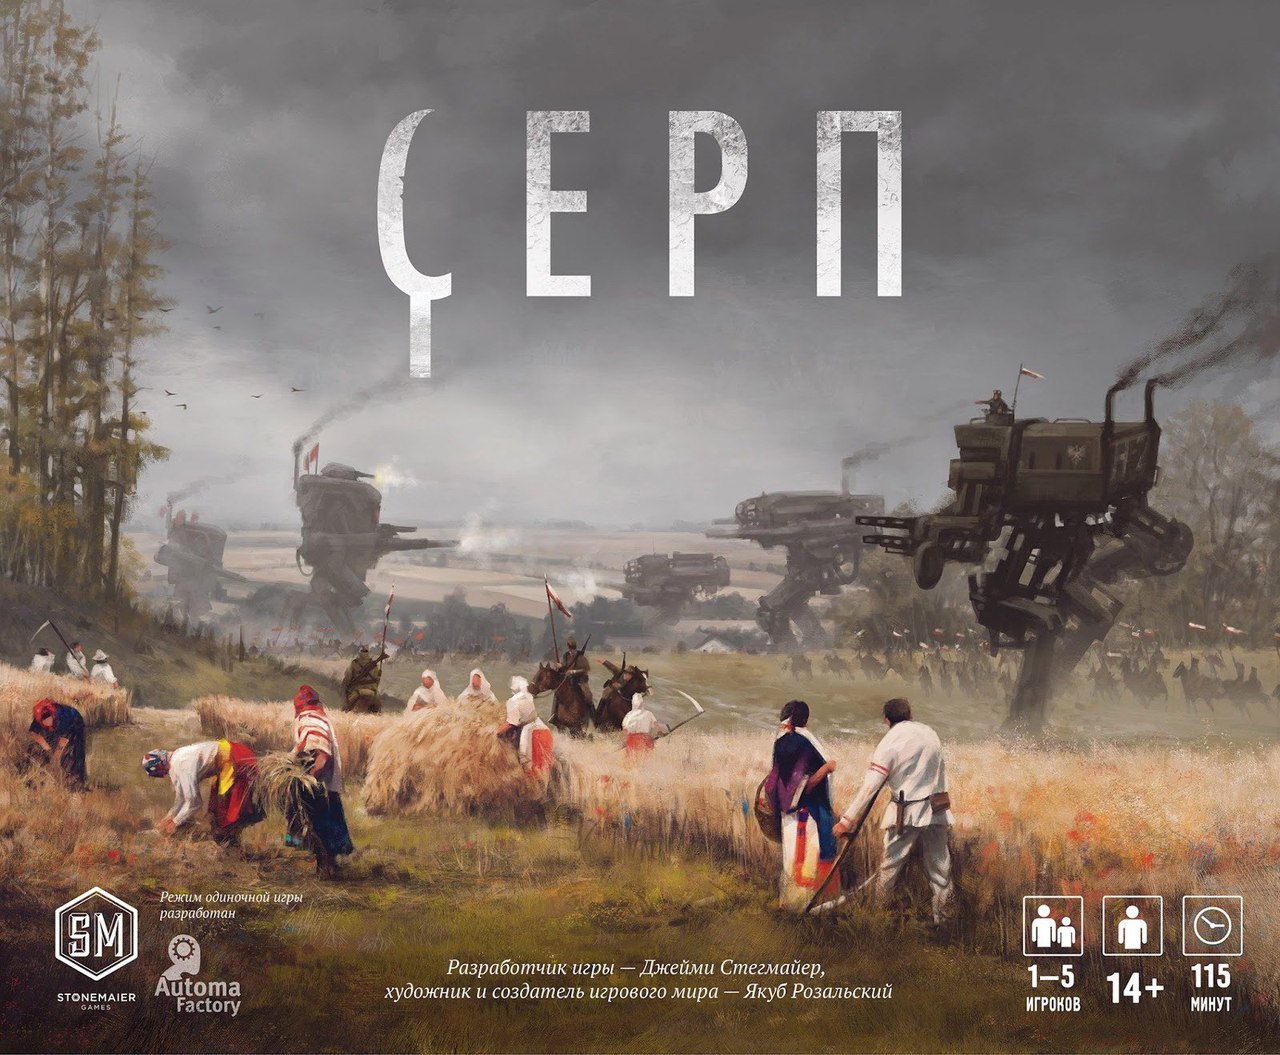 СЕРП
SM
STONEMAIER
GAMES
Режим одиночной игры
разработан
Automa
Factory
Разработчик игры — Джейми Стегмайер,
художник и создатель игрового мира — Якуб Розальский
1–5
ИГРОКОВ
14+
115
МИНУТ